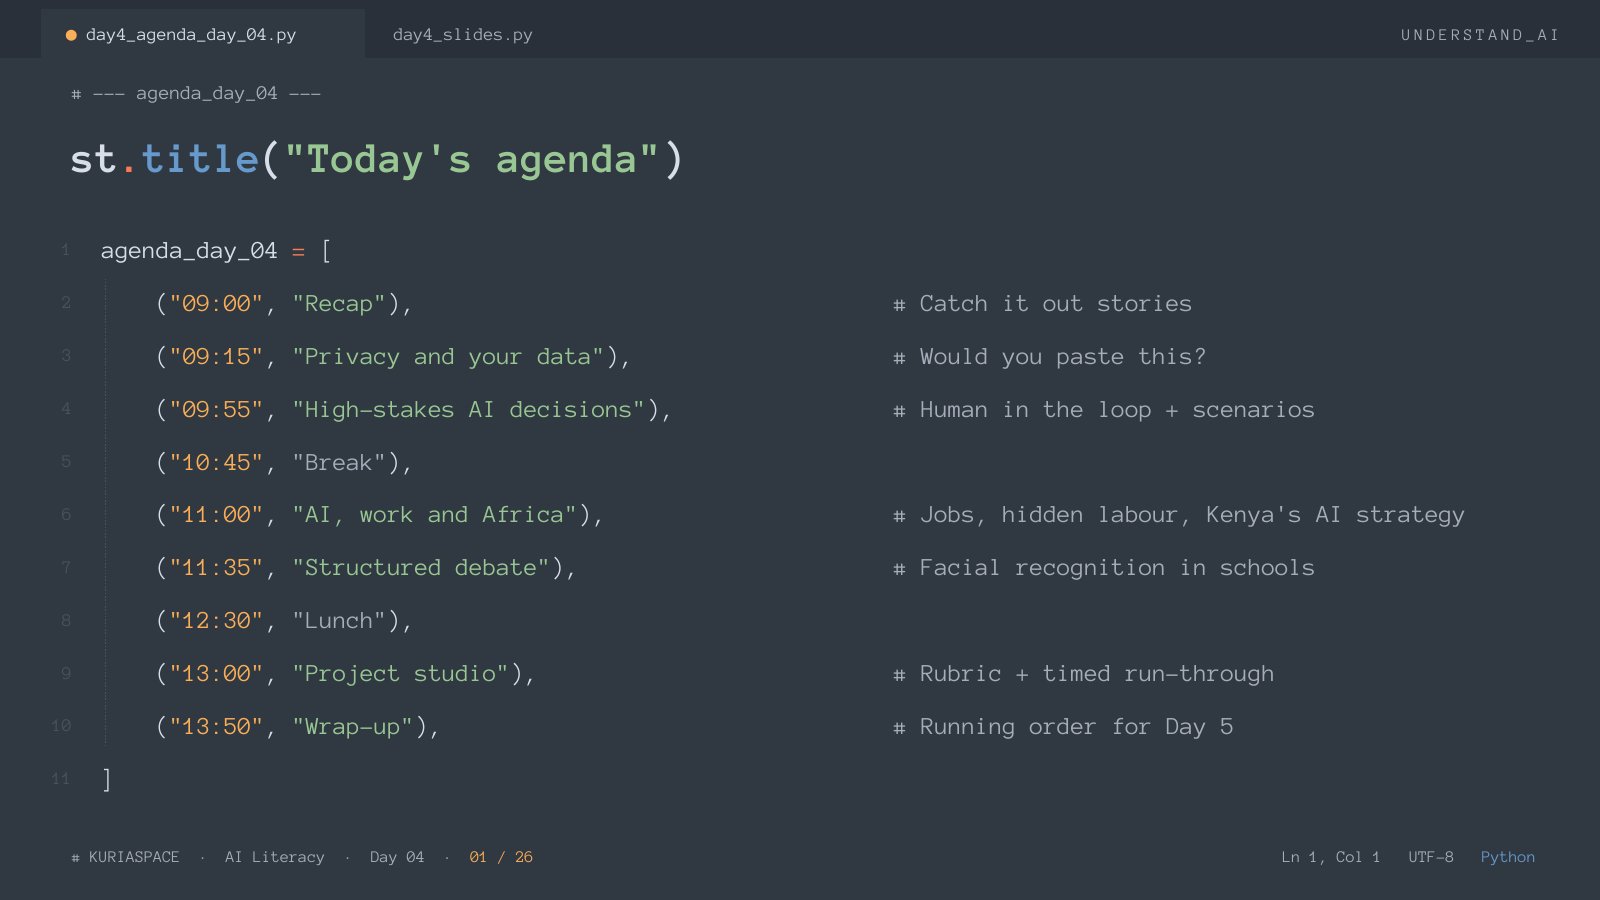 day4_agenda_day_04.py
day4_slides.py
UNDERSTAND_AI
# --- agenda_day_04 ---
st.title("Today's agenda")
1 agenda_day_04 = [
2 ("09:00", "Recap"), # Catch it out stories
3 ("09:15", "Privacy and your data"), # Would you paste this?
4 ("09:55", "High-stakes AI decisions"), # Human in the loop + scenarios
5 ("10:45", "Break"),
6 ("11:00", "AI, work and Africa"), # Jobs, hidden labour, Kenya's AI strategy
7 ("11:35", "Structured debate"), # Facial recognition in schools
8 ("12:30", "Lunch"),
9 ("13:00", "Project studio"), # Rubric + timed run-through
10 ("13:50", "Wrap-up"), # Running order for Day 5
11 ]
# KURIASPACE · AI Literacy · Day 04 · 01 / 26
Ln 1, Col 1 UTF-8 Python